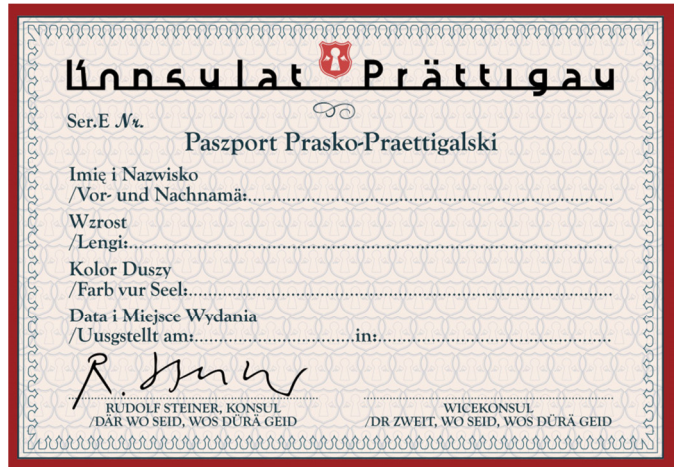 Konnsulat Prättigau
Ser.E Nr.
Paszport Prasko-Praettigalski
Imię i Nazwisko
/Vor- und Nachnamä:
Wzrost
/Lengi:
Kolor Duszy
/Farb vur Seel:
Data i Miejsce Wydania
/Uusgstellt am: in:
RUDOLF STEINER, KONSUL
/DÄR WO SEID, WOS DÜRÄ GEID
WICEKONSUL
/DR ZWEIT, WO SEID, WOS DÜRÄ GEID